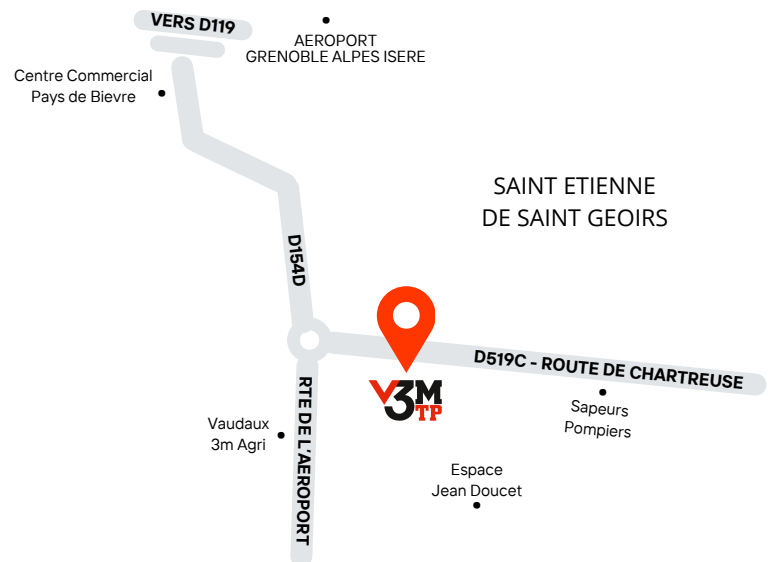 VERS D119
AEROPORT
GRENOBLE ALPES ISERE
Centre Commercial
Pays de Bievre
SAINT ETIENNE
DE SAINT GEOIRS
D154D
D519C - ROUTE DE CHARTREUSE
V3M
TP
RTE DE L'AEROPORT
Sapeurs
Pompiers
Vaudaux
3m Agri
Espace
Jean Doucet